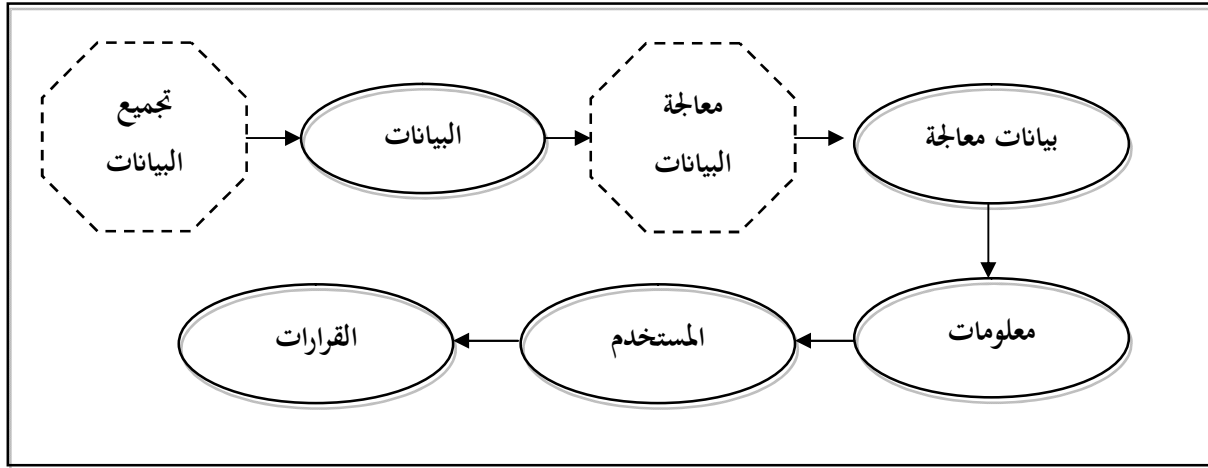 تجميع
البيانات
البيانات
معالجة
البيانات
بيانات معالجة
معلومات
المستخدم
القرارات